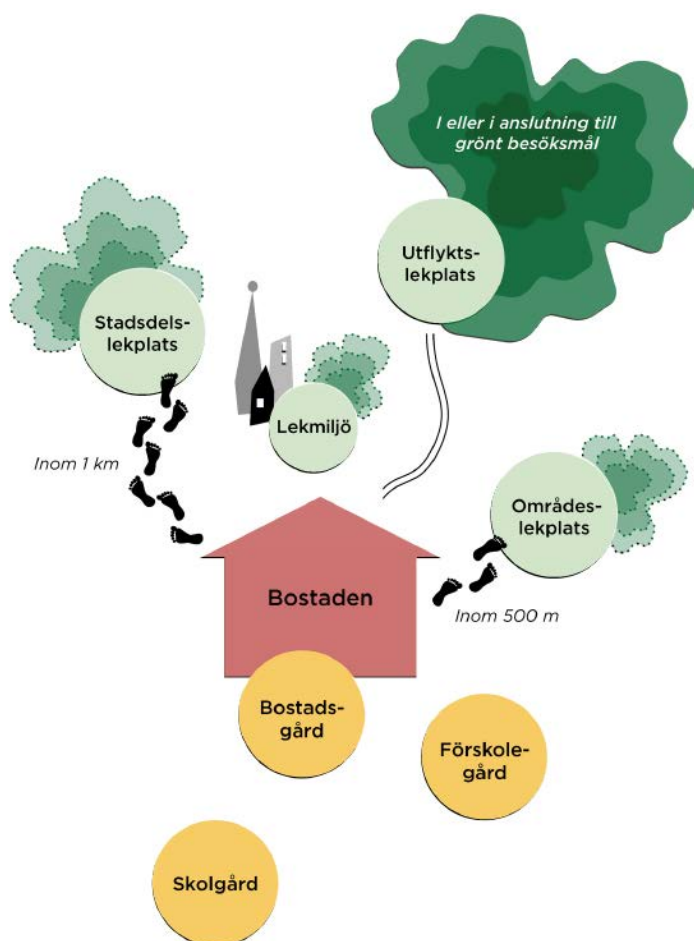 I eller i anslutning till
grönt besöksmål
Utflykts-
lekplats
Stadsdels-
lekplats
Lekmiljö
Inom 1 km
Områdes-
lekplats
Bostaden
Inom 500 m
Bostads-
gård
Förskole-
gård
Skolgård